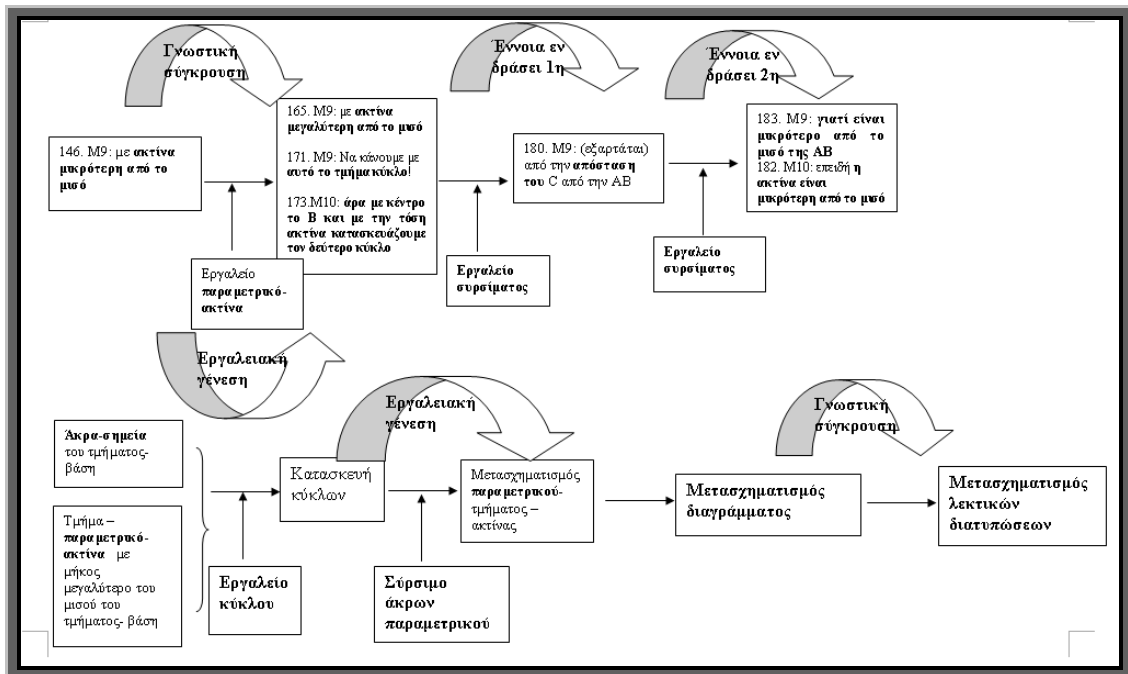 Γνωστική
σύγκρουση
Έννοια εν
δράσει 1η
Έννοια εν
δράσει 2η
146. Μ9: με ακτίνα
μικρότερη από το
μισό
165. Μ9: με ακτίνα
μεγαλύτερη από το μισό
171. Μ9: Να κάνουμε με
αυτό το τμήμα κύκλο!
173.Μ10: άρα με κέντρο
το Β και με την τόση
ακτίνα κατασκευάζουμε
τον δεύτερο κύκλο
180. Μ9: (εξαρτάται)
από την απόσταση
του C από την ΑΒ
183. Μ9: γιατί είναι
μικρότερο από το
μισό της ΑΒ
182. Μ10: επειδή η
ακτίνα είναι
μικρότερη από το μισό
Εργαλείο
παραμετρικό-
ακτίνα
Εργαλείο
συρσίματος
Εργαλείο
συρσίματος
Εργαλειακή
γένεση
Εργαλειακή
γένεση
Γνωστική
σύγκρουση
Άκρα-σημεία
του τμήματος-
βάση
Τμήμα –
παραμετρικό-
ακτίνα με
μήκος
μεγαλύτερο του
μισού του
τμήματος- βάση
Εργαλείο
κύκλου
Κατασκευή
κύκλων
Σύρσιμο
άκρων
παραμετρικού
Μετασχηματισμός
παραμετρικού-
τμήματος –
ακτίνας
Μετασχηματισμός
διαγράμματος
Μετασχηματισμός
λεκτικών
διατυπώσεων